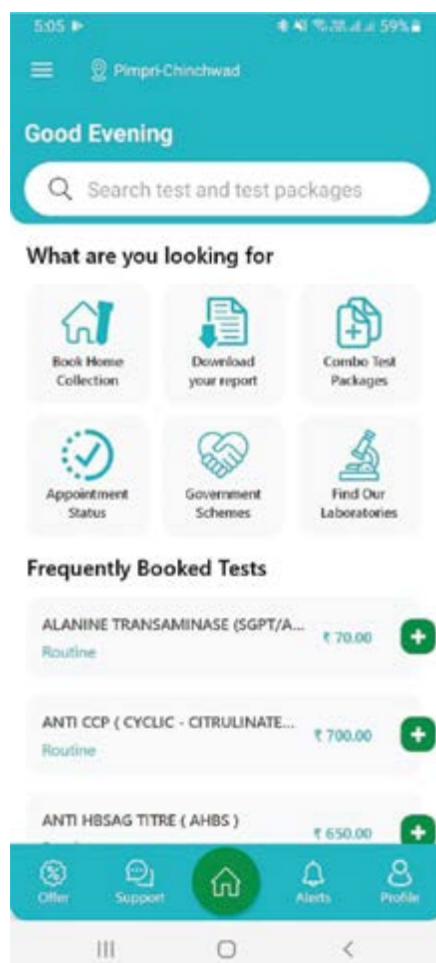 5:05
59%
Pimpri-Chinchwad
Good Evening
Search test and test packages
What are you looking for
Book Home
Collection
Download
your report
Combo Test
Packages
Appointment
Status
Government
Schemes
Find Our
Laboratories
Frequently Booked Tests
ALANINE TRANSAMINASE (SGPT/A...
₹ 70.00
Routine
ANTI CCP ( CYCLIC - CITRULINATE...
₹ 700.00
Routine
ANTI HBSAG TITRE ( AHBS )
₹ 650.00
Offer
Support
Alerts
Profile